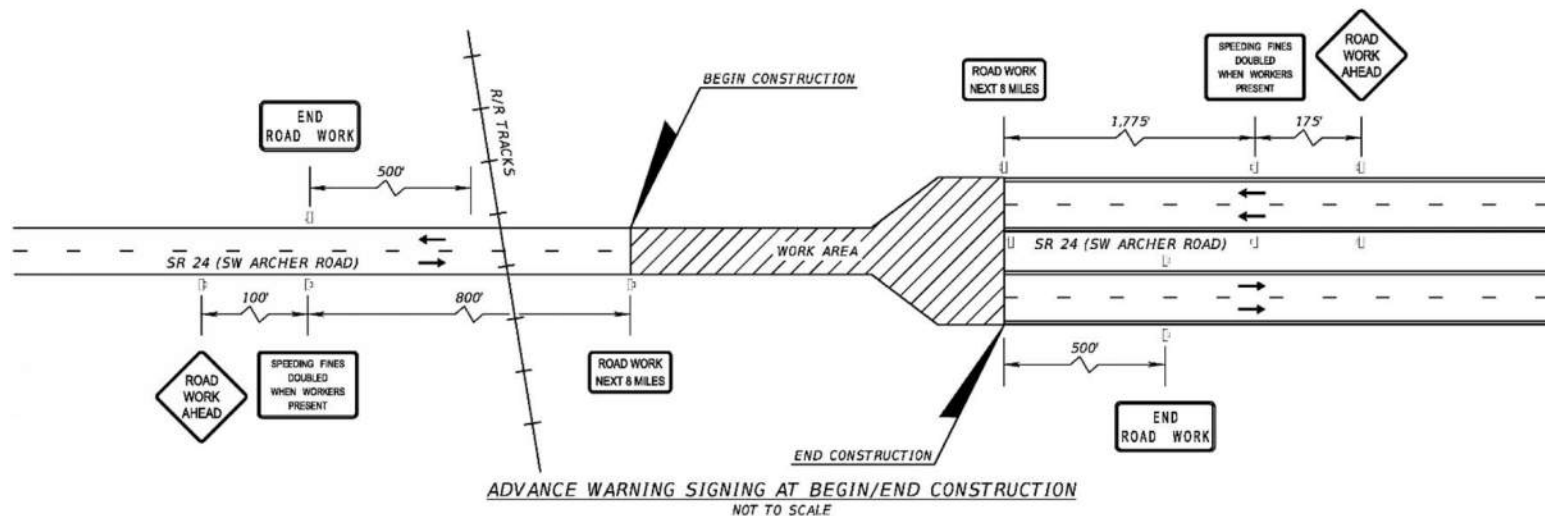 ROAD
WORK
AHEAD
SPEEDING FINES
DOUBLED
WHEN WORKERS
PRESENT
ROAD WORK
NEXT 8 MILES
BEGIN CONSTRUCTION
R/R TRACKS
END
ROAD WORK
1,775'
175'
500'
SR 24 (SW ARCHER ROAD)
WORK AREA
SR 24 (SW ARCHER ROAD)
100'
800'
500'
ROAD
WORK
AHEAD
SPEEDING FINES
DOUBLED
WHEN WORKERS
PRESENT
ROAD WORK
NEXT 8 MILES
END
ROAD WORK
END CONSTRUCTION
ADVANCE WARNING SIGNING AT BEGIN/END CONSTRUCTION
NOT TO SCALE